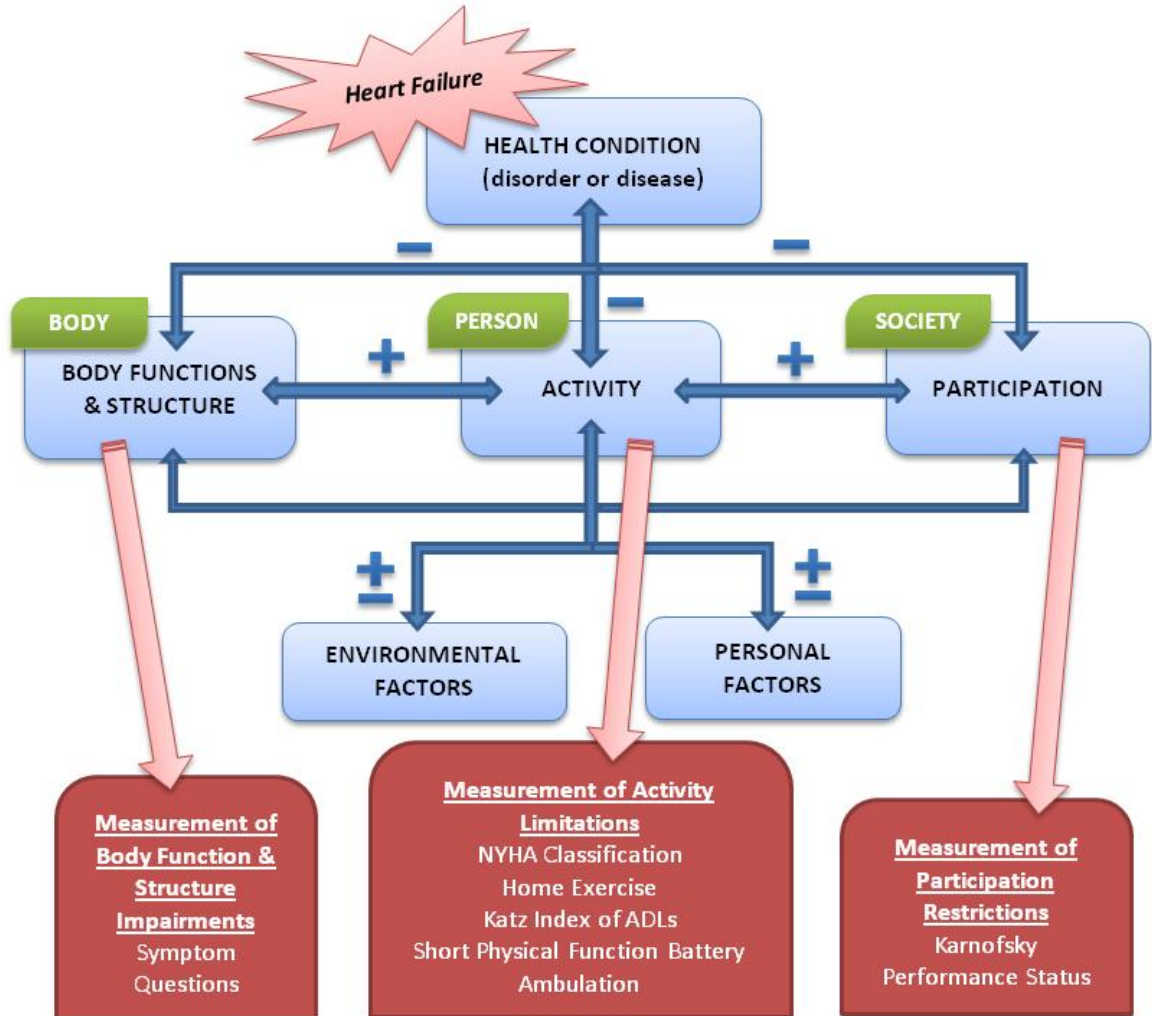 Heart Failure
HEALTH CONDITION
(disorder or disease)
−
−
−
BODY
BODY FUNCTIONS
& STRUCTURE
+
PERSON
ACTIVITY
+
SOCIETY
PARTICIPATION
±
±
ENVIRONMENTAL
FACTORS
PERSONAL
FACTORS
Measurement of
Body Function &
Structure
Impairments
Symptom
Questions
Measurement of Activity
Limitations
NYHA Classification
Home Exercise
Katz Index of ADLs
Short Physical Function Battery
Ambulation
Measurement of
Participation
Restrictions
Karnofsky
Performance Status